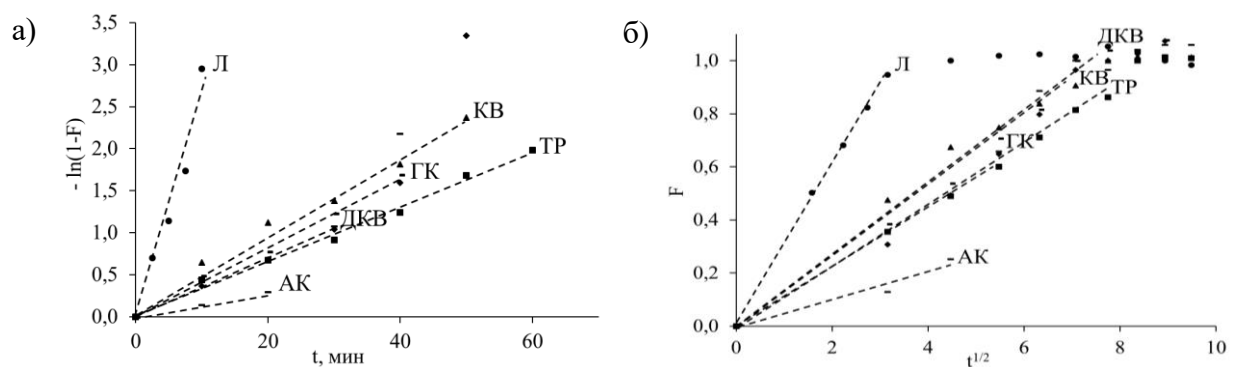 а)
- ln(1-F)
3,5
3,0
2,5
2,0
1,5
1,0
0,5
0,0
0
20
40
60
t, мин
Л
КВ
ТР
ГК
ДКВ
АК
б)
F
1,0
0,8
0,6
0,4
0,2
0,0
0
2
4
6
8
10
t^1/2
Л
ДКВ
КВ
ТР
ГК
АК